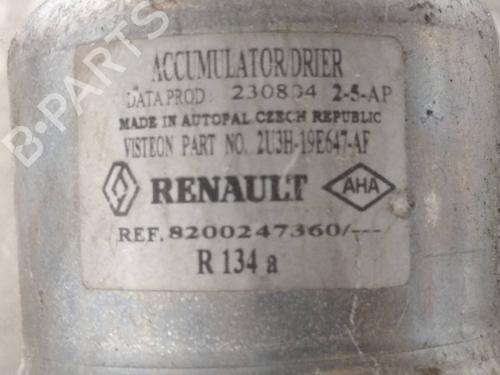 ACCUMULATOR/DRIER
DATA PROD 230804 2-5-AP
MADE IN AUTOPAL CZECH REPUBLIC
VISTEON PART NO. 2U3H-19E647-AF
RENAULT AHA
REF. 8200247360/---
R 134 a
B-PARTS